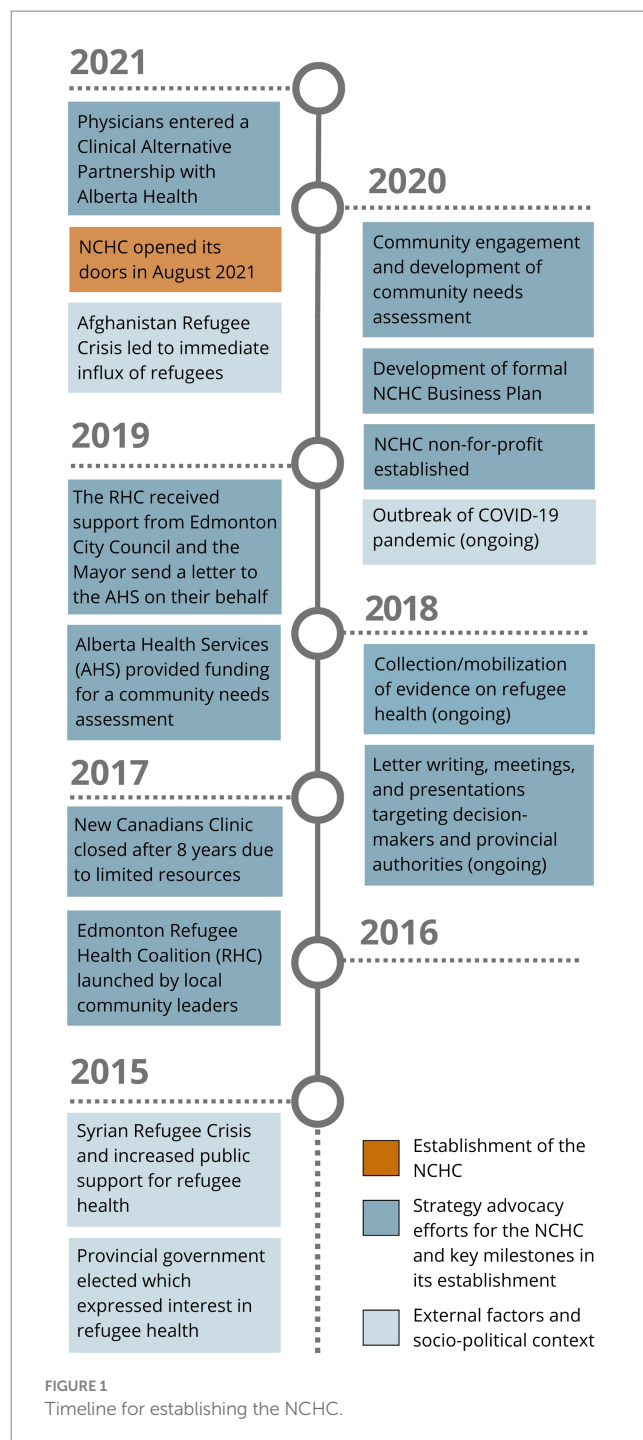 2021
Physicians entered a
Clinical Alternative
Partnership with
Alberta Health
NCHC opened its
doors in August 2021
Afghanistan Refugee
Crisis led to immediate
influx of refugees
2020
Community engagement
and development of
community needs
assessment
Development of formal
NCHC Business Plan
NCHC non-for-profit
established
Outbreak of COVID-19
pandemic (ongoing)
2019
The RHC received
support from Edmonton
City Council and the
Mayor send a letter to
the AHS on their behalf
Alberta Health Services
(AHS) provided funding
for a community needs
assessment
2018
Collection/mobilization
of evidence on refugee
health (ongoing)
Letter writing, meetings,
and presentations
targeting decision-
makers and provincial
authorities (ongoing)
2017
New Canadians Clinic
closed after 8 years due
to limited resources
Edmonton Refugee
Health Coalition (RHC)
launched by local
community leaders
2016
2015
Syrian Refugee Crisis
and increased public
support for refugee
health
Provincial government
elected which
expressed interest in
refugee health
Establishment of the
NCHC
Strategy advocacy
efforts for the NCHC
and key milestones in
its establishment
External factors and
socio-political context
FIGURE 1
Timeline for establishing the NCHC.